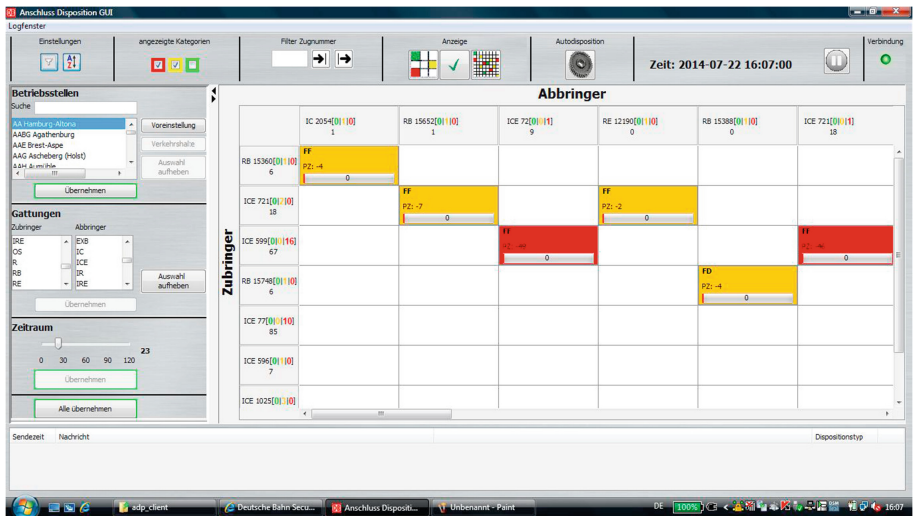 Anschluss Disposition GUI
Logfenster
Einstellungen
angezeigte Kategorien
Filter Zugnummer
Anzeige
Autodisposition
Zeit: 2014-07-22 16:07:00
Verbindung
Betriebsstellen
Suche
AA Hamburg-Altona
AABG Agathenburg
AAE Brest-Aspe
AAG Ascheberg (Holst)
AAH Aumühle
Voreinstellung
Verkehrshalte
Auswahl aufheben
Übernehmen
Gattungen
Zubringer Abbringer
IRE
OS
R
RB
RE
EXB
IC
ICE
IR
IRE
Auswahl aufheben
Übernehmen
Zeitraum
23
0 30 60 90 120
Übernehmen
Alle übernehmen
Abbringer
Zubringer
IC 2054[0|1|0]
1
RB 15652[0|1|0]
1
ICE 72[0|0|1]
9
RE 12190[0|1|0]
0
RB 15388[0|1|0]
0
ICE 721[0|0|1]
18
RB 15360[0|1|0]
6
FF
PZ: -4
0
ICE 721[0|2|0]
18
FF
PZ: -7
0
FF
PZ: -2
0
ICE 599[0|0|16]
67
FF
0
FF
0
RB 15748[0|1|0]
6
FD
PZ: -4
0
ICE 77[0|0|10]
85
ICE 596[0|1|0]
7
ICE 1025[0|3|0]
Sendezeit Nachricht Dispositionstyp
adp_client
Deutsche Bahn Secu...
Anschluss Dispositi...
Unbenannt - Paint
DE
100%
16:07